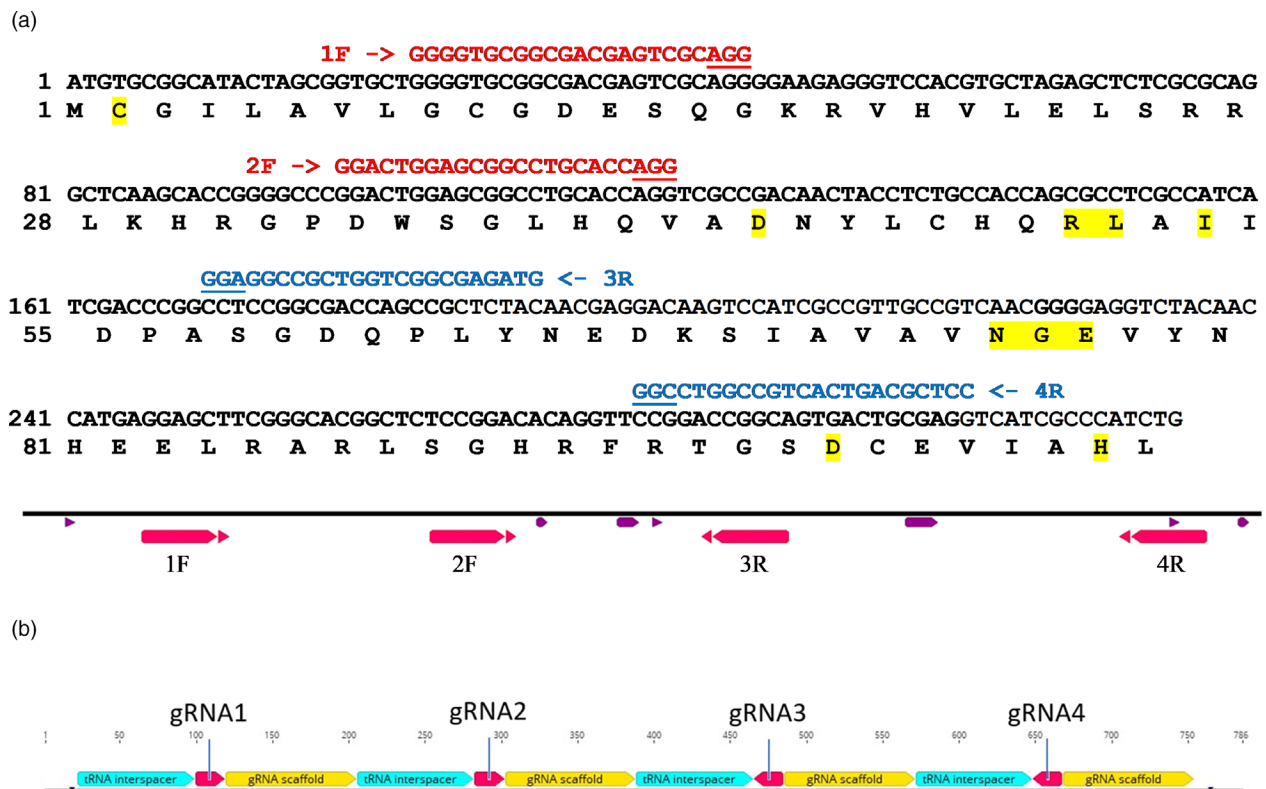 (a)
1F -> GGGGTGCGGCGACGAGTCGCAGG
1 ATGTGCGGCATACTAGCGGTGCTGGGGTGCGGCGACGAGTCGCAGGGGAAGAGGGTCCACGTGCTAGAGCTCTCGCGCAG
1 M C G I L A V L G C G D E S Q G K R V H V L E L S R R
2F -> GGACTGGAGCGGCCTGCACCAGG
81 GCTCAAGCACCGGGGCCCGGACTGGAGCGGCCTGCACCAGGTCGCCGACAACTACCTCTGCCACCAGCGCCTCGCCATCA
28 L K H R G P D W S G L H Q V A D N Y L C H Q R L A I I
GGAGGCCGCTGGTCGGCGAGATG <- 3R
161 TCGACCCGGCCTCCGGCGACCAGCCGCTCTACAACGAGGACAAGTCCATCGCCGTTGCCGTCAACGGGGAGGTCTACAAC
55 D P A S G D Q P L Y N E D K S I A V A V N G E V Y N
GGCCTGGCCGTCACTGACGCTCC <- 4R
241 CATGAGGAGCTTCGGGCACGGCTCTCCGGACACAGGTTCCGGACCGGCAGTGACTGCGAGGTCATCGCCCATCTG
81 H E E L R A R L S G H R F R T G S D C E V I A H L
1F 2F 3R 4R
(b)
gRNA1 gRNA2 gRNA3 gRNA4
1 50 100 150 200 250 300 350 400 450 500 550 600 650 700 750 786
tRNA interspacer gRNA scaffold tRNA interspacer gRNA scaffold tRNA interspacer gRNA scaffold tRNA interspacer gRNA scaffold